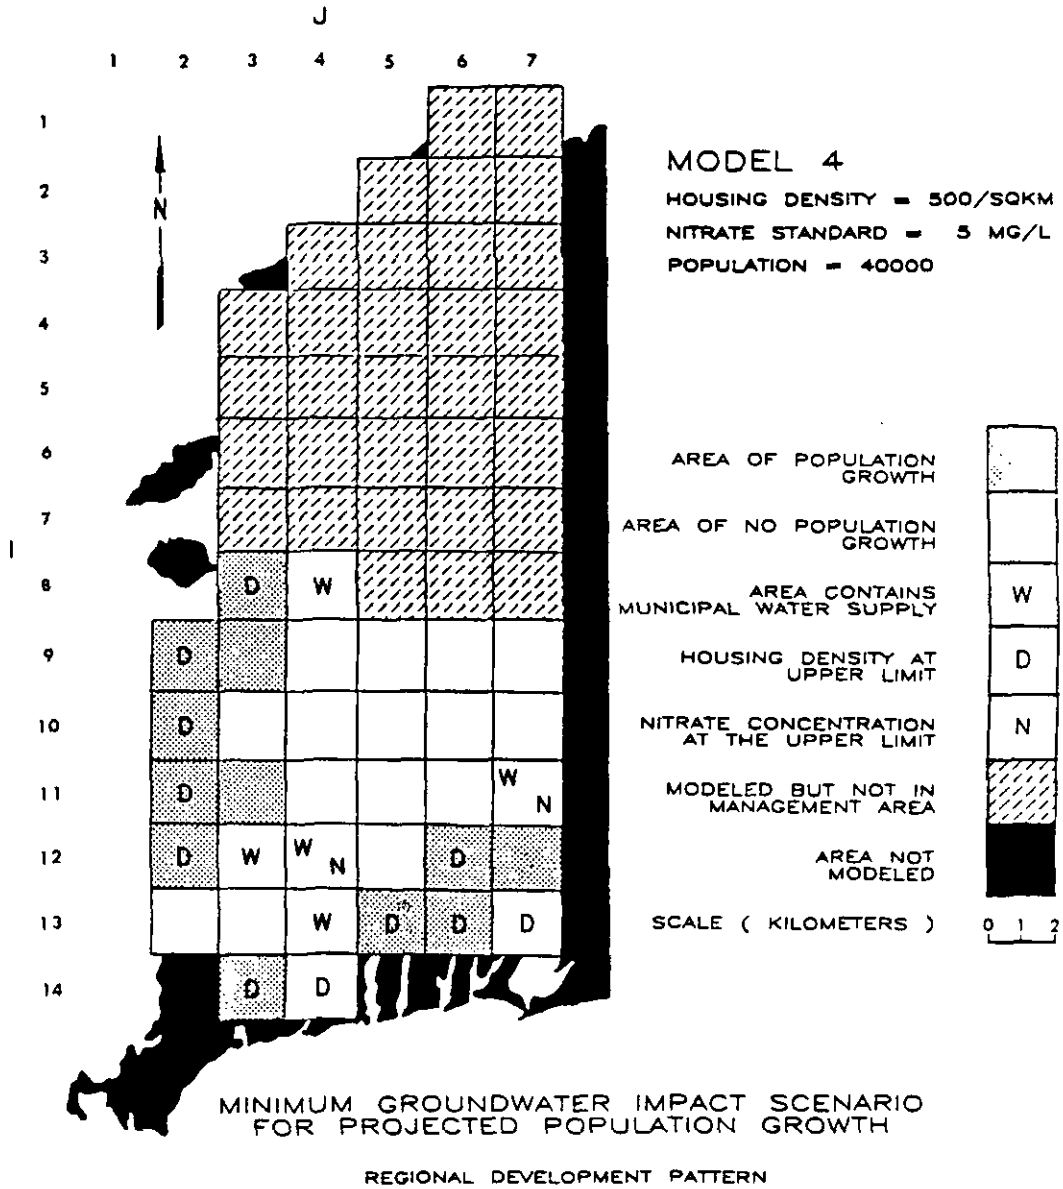 J
1 2 3 4 5 6 7
1
2
3
4
5
6
7
8
9
10
11
12
13
14
I
N
MODEL 4
HOUSING DENSITY = 500/SQKM
NITRATE STANDARD = 5 MG/L
POPULATION = 40000
D W
D
D
D W N
D W W N D
W D D D
D D
AREA OF POPULATION
GROWTH
AREA OF NO POPULATION
GROWTH
AREA CONTAINS
MUNICIPAL WATER SUPPLY W
HOUSING DENSITY AT
UPPER LIMIT D
NITRATE CONCENTRATION
AT THE UPPER LIMIT N
MODELED BUT NOT IN
MANAGEMENT AREA
AREA NOT
MODELED
SCALE ( KILOMETERS ) 0 1 2
MINIMUM GROUNDWATER IMPACT SCENARIO
FOR PROJECTED POPULATION GROWTH
REGIONAL DEVELOPMENT PATTERN